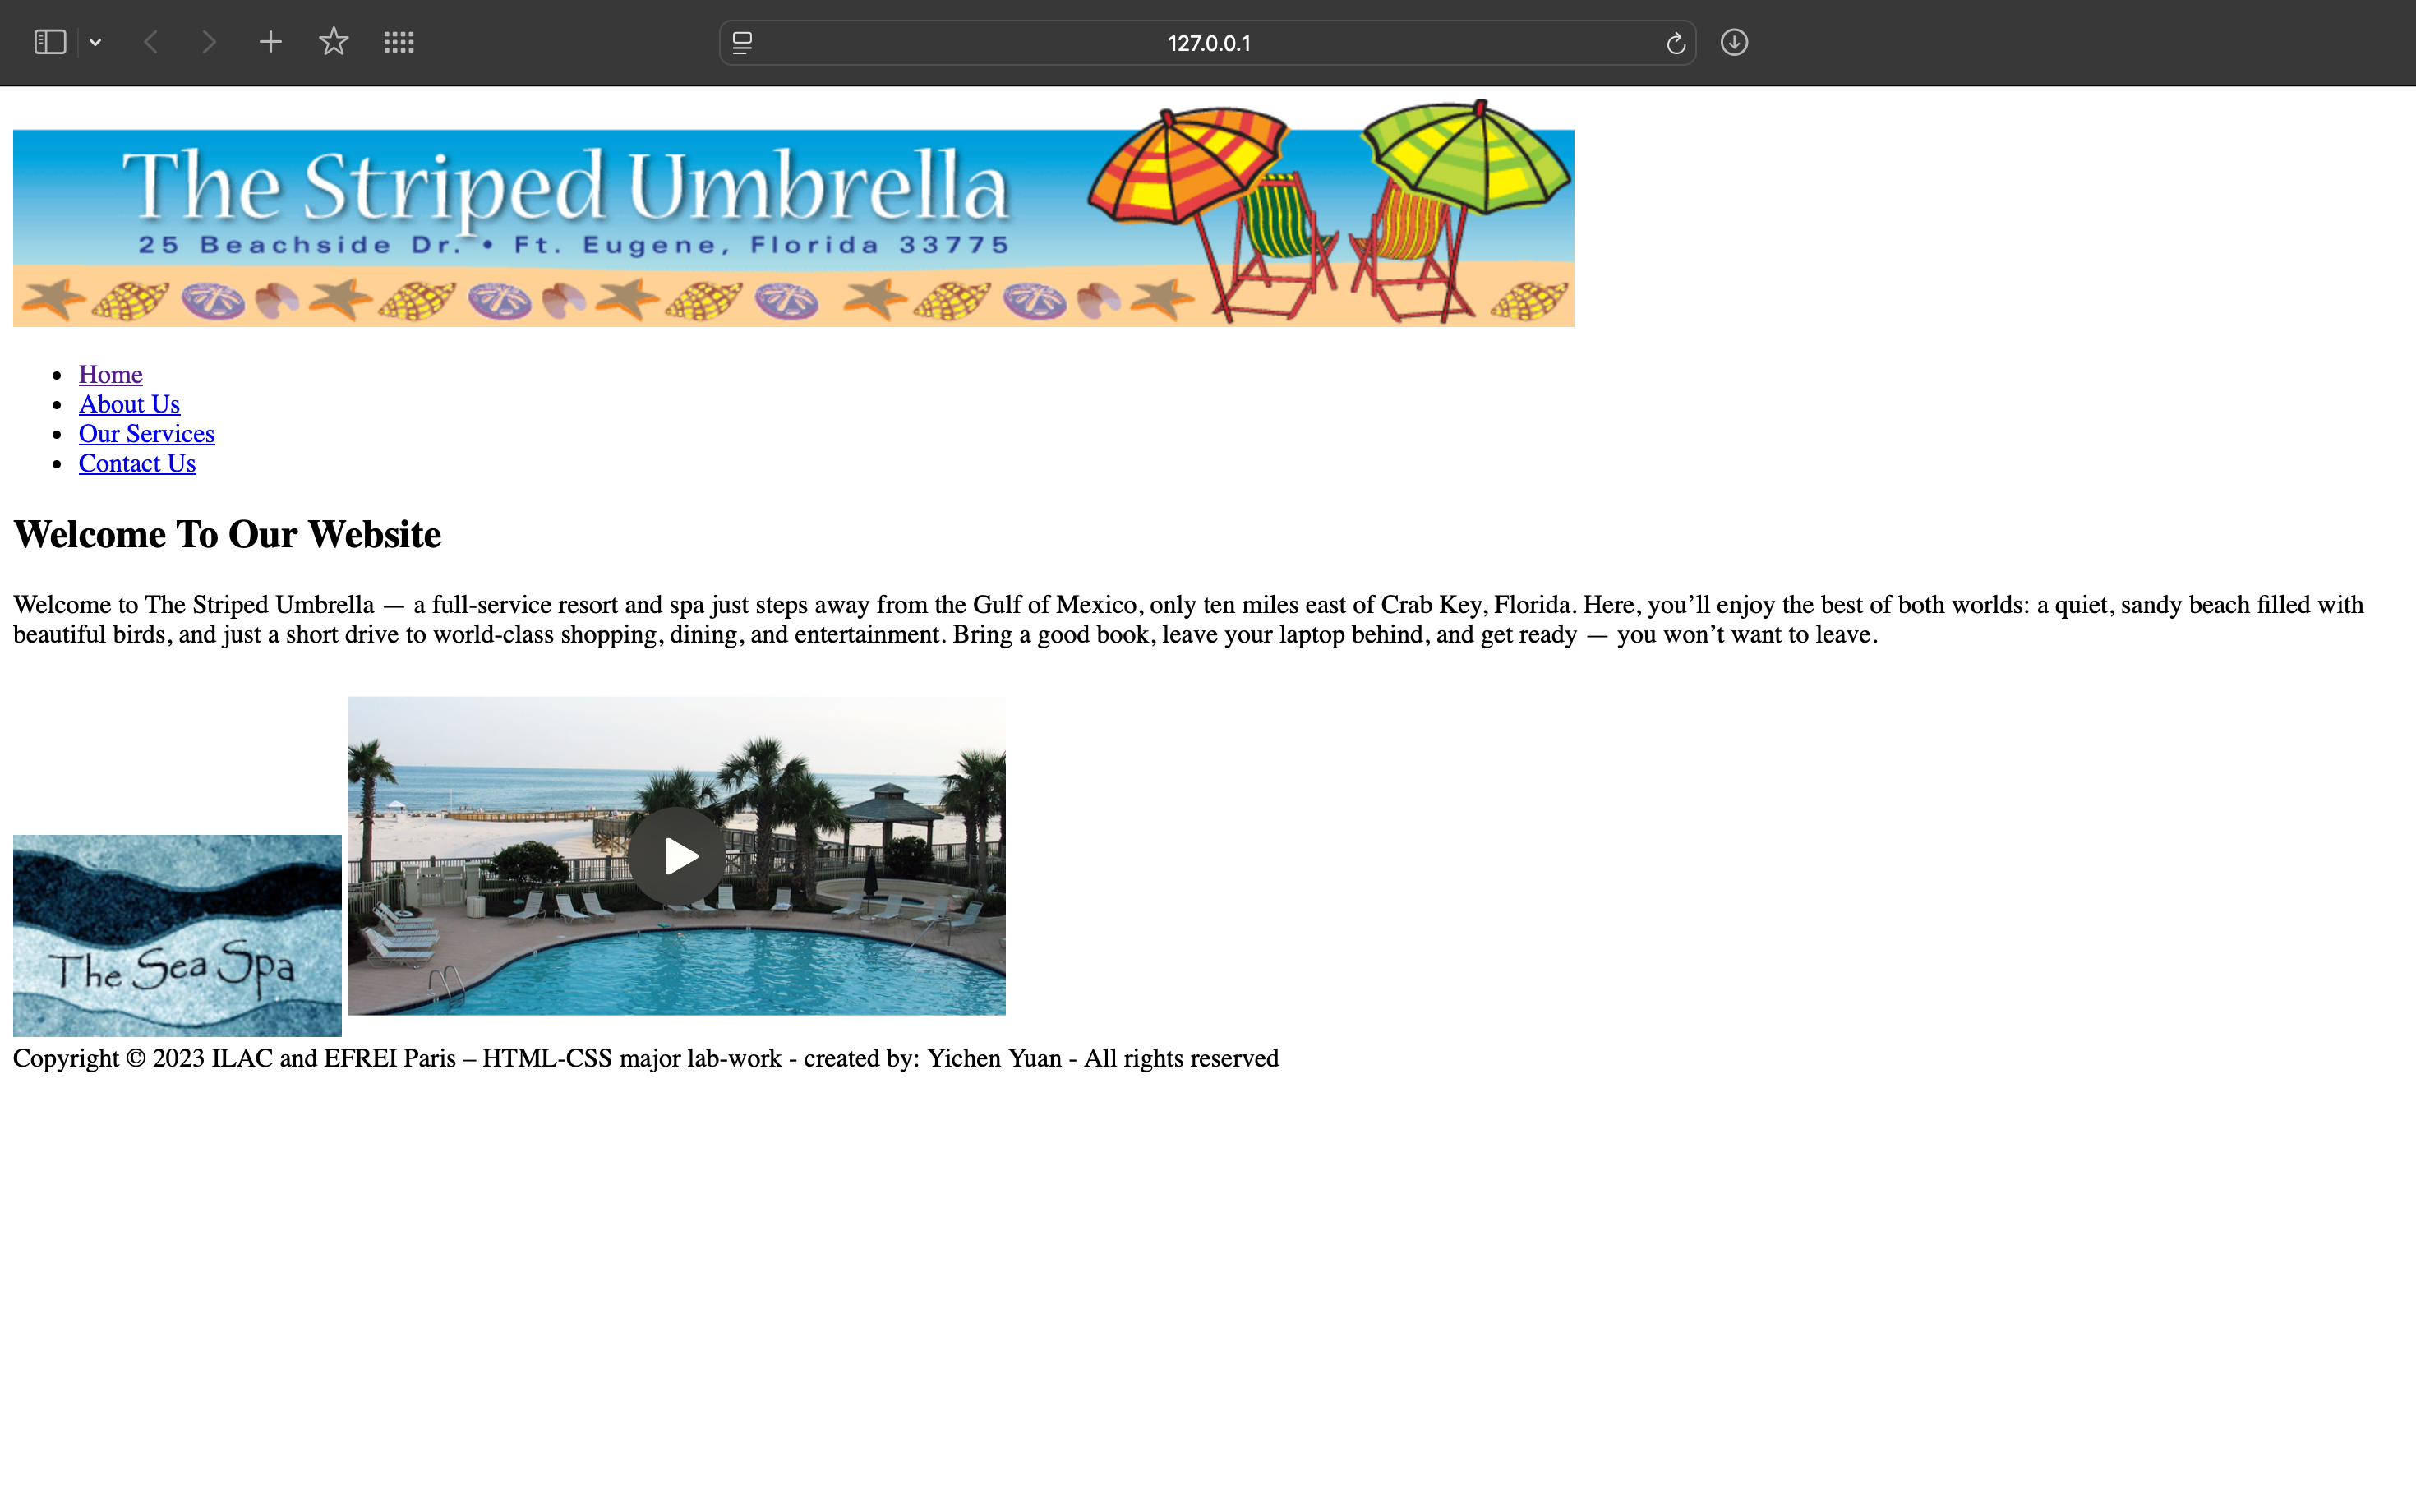 127.0.0.1
The Striped Umbrella
25 Beachside Dr. • Ft. Eugene, Florida 33775
Home
About Us
Our Services
Contact Us
Welcome To Our Website
Welcome to The Striped Umbrella — a full-service resort and spa just steps away from the Gulf of Mexico, only ten miles east of Crab Key, Florida. Here, you’ll enjoy the best of both worlds: a quiet, sandy beach filled with
beautiful birds, and just a short drive to world-class shopping, dining, and entertainment. Bring a good book, leave your laptop behind, and get ready — you won’t want to leave.
The Sea Spa
Copyright © 2023 ILAC and EFREI Paris – HTML-CSS major lab-work - created by: Yichen Yuan - All rights reserved